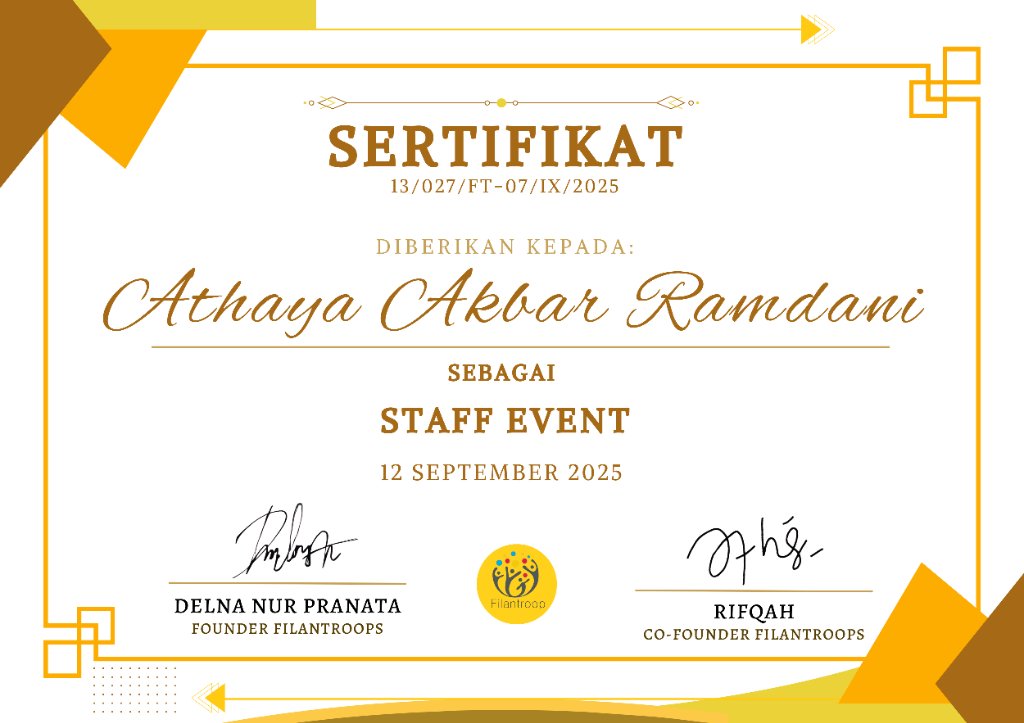 SERTIFIKAT
13/027/FT-07/IX/2025
DIBERIKAN KEPADA:
Athaya Akbar Ramdani
SEBAGAI
STAFF EVENT
12 SEPTEMBER 2025
Filantroop
DELNA NUR PRANATA
FOUNDER FILANTROOPS
RIFQAH
CO-FOUNDER FILANTROOPS